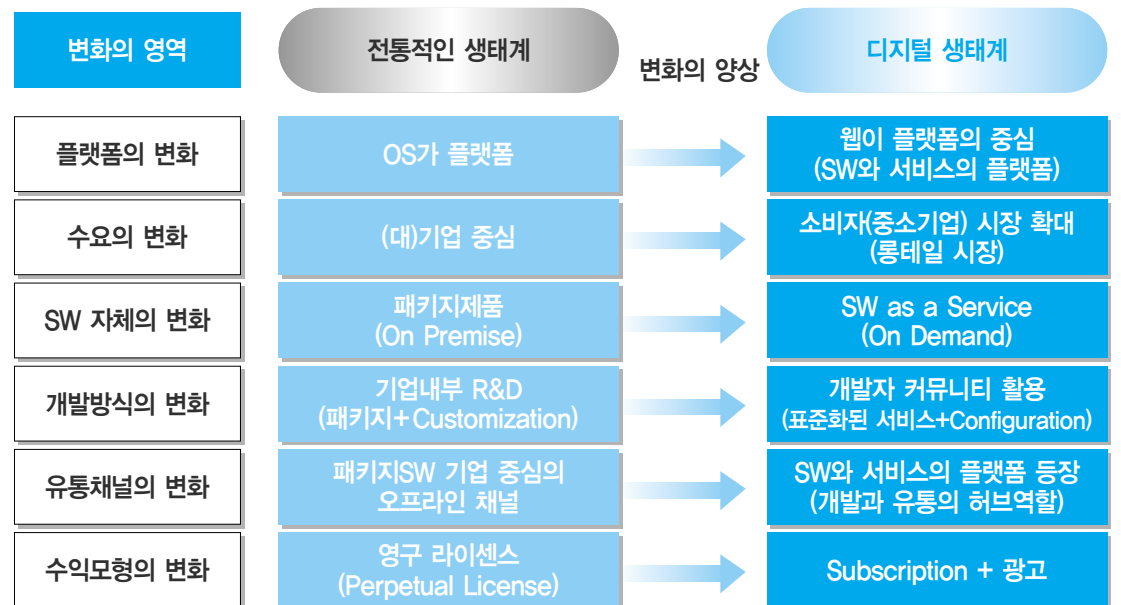 변화의 영역
전통적인 생태계
변화의 양상
디지털 생태계
플랫폼의 변화
OS가 플랫폼
웹이 플랫폼의 중심
(SW와 서비스의 플랫폼)
수요의 변화
(대)기업 중심
소비자(중소기업) 시장 확대
(롱테일 시장)
SW 자체의 변화
패키지제품
(On Premise)
SW as a Service
(On Demand)
개발방식의 변화
기업내부 R&D
(패키지+Customization)
개발자 커뮤니티 활용
(표준화된 서비스+Configuration)
유통채널의 변화
패키지SW 기업 중심의
오프라인 채널
SW와 서비스의 플랫폼 등장
(개발과 유통의 허브역할)
수익모형의 변화
영구 라이센스
(Perpetual License)
Subscription + 광고